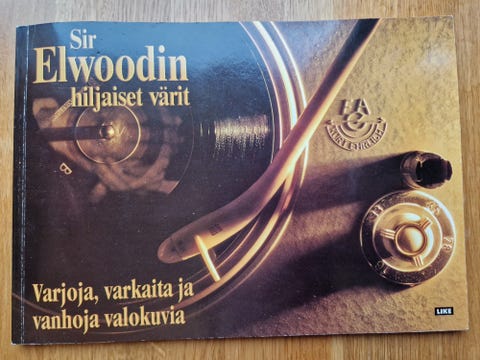 Sir
Elwoodin
hiljaiset värit
B
Varjoja, varkaita ja
vanhoja valokuvia
LIKE